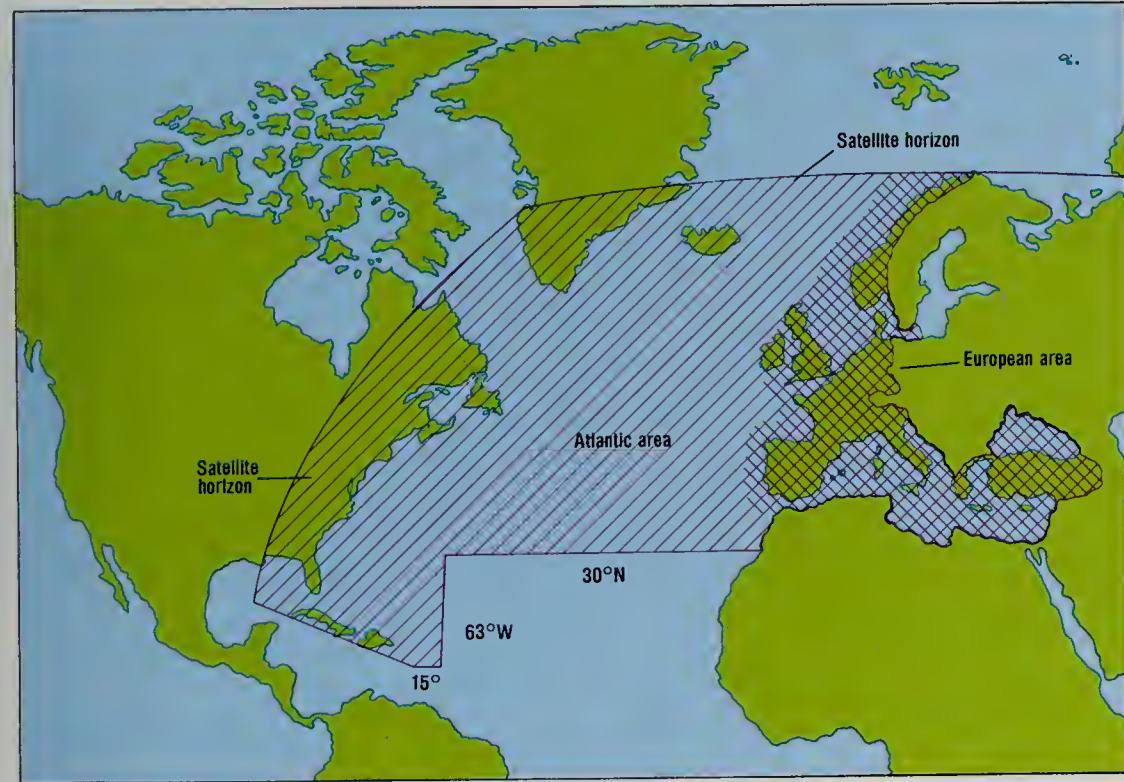 Satellite horizon
European area
Atlantic area
Satellite
horizon
30°N
63°W
15°